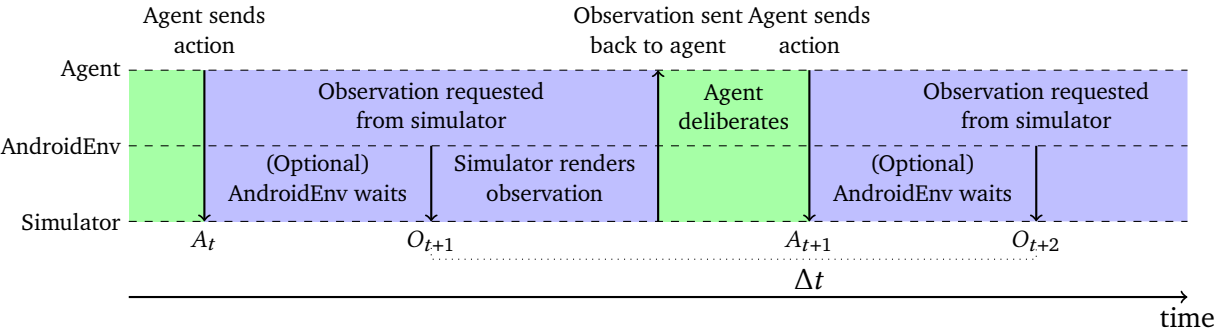 Agent sends
action
Observation sent
back to agent
Agent sends
action
Agent
Observation requested
from simulator
Agent
deliberates
Observation requested
from simulator
AndroidEnv
(Optional)
AndroidEnv waits
Simulator renders
observation
(Optional)
AndroidEnv waits
Simulator
A_t
O_{t+1}
A_{t+1}
O_{t+2}
Δt
time